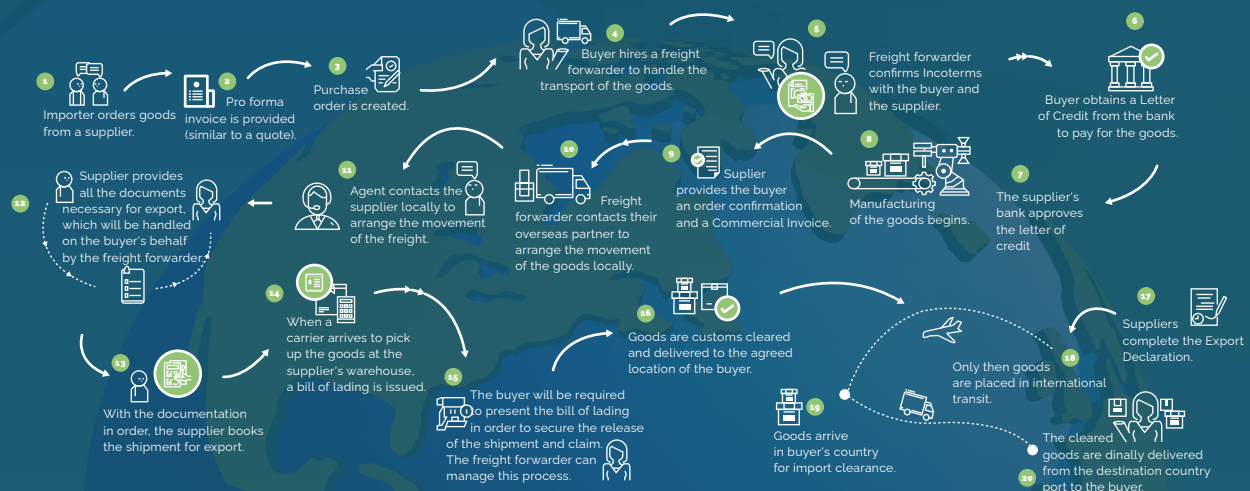 1
Importer orders goods
from a supplier.
2
Pro forma
invoice is provided
(similar to a quote).
3
Purchase
order is created.
4
Buyer hires a freight
forwarder to handle the
transport of the goods.
5
Freight forwarder
confirms Incoterms
with the buyer and
the supplier.
6
Buyer obtains a Letter
of Credit from the bank
to pay for the goods.
7
The supplier's
bank approves
the letter of
credit
8
Manufacturing
of the goods begins.
9
Suplier
provides the buyer
an order confirmation
and a Commercial Invoice.
10
Freight
forwarder contacts their
overseas partner to
arrange the movement
of the goods locally.
11
Agent contacts the
supplier locally to
arrange the movement
of the freight.
12
Supplier provides
all the documents
necessary for export,
which will be handled
on the buyer's behalf
by the freight forwarder.
13
With the documentation
in order, the supplier books
the shipment for export.
14
When a
carrier arrives to pick
up the goods at the
supplier's warehouse,
a bill of lading is issued.
15
The buyer will be required
to present the bill of lading
in order to secure the release
of the shipment and claim.
The freight forwarder can
manage this process.
16
Goods are customs cleared
and delivered to the agreed
location of the buyer.
17
Suppliers
complete the Export
Declaration.
18
Only then goods
are placed in international
transit.
19
Goods arrive
in buyer's country
for import clearance.
20
The cleared
goods are dinally delivered
from the destination country
port to the buyer.